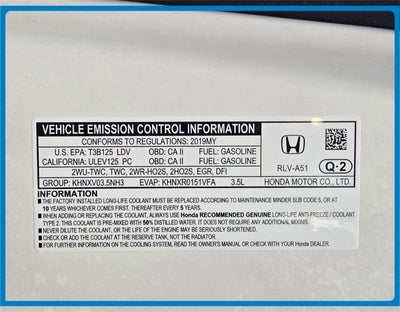 VEHICLE EMISSION CONTROL INFORMATION
CONFORMS TO REGULATIONS: 2019MY
U.S. EPA: T3B125 LDV OBD: CA II FUEL: GASOLINE
CALIFORNIA: ULEV125 PC OBD: CA II FUEL: GASOLINE
2WU-TWC, TWC, 2WR-HO2S, 2HO2S, EGR, DFI
GROUP: KHNXV03.5NH3 EVAP: KHNXR0151VFA 3.5L
RLV-A51 Q-2
HONDA MOTOR CO., LTD.
INFORMATION
■ THE FACTORY INSTALLED LONG-LIFE COOLANT MUST BE REPLACED ACCORDING TO MAINTENANCE MINDER SUB CODE 5, OR AT
10 YEARS WHICHEVER COMES FIRST. THEREAFTER EVERY 5 YEARS.
■ WHEN ADDING OR REPLACING THE COOLANT, ALWAYS USE Honda RECOMMENDED GENUINE LONG LIFE ANTI-FREEZE / COOLANT
TYPE 2. THIS COOLANT IS PRE-MIXED WITH 50% DISTILLED WATER. IT DOES NOT REQUIRE ANY ADDITIONAL MIXING.
■ NEVER DILUTE THE COOLANT, OR THE LIFE OF THE ENGINE MAY BE SERIOUSLY SHORTENED.
■ CHECK OR ADD THE COOLANT AT THE RESERVE TANK, NOT THE RADIATOR.
■ FOR FURTHER INFORMATION ON THE COOLING SYSTEM, READ THE OWNER'S MANUAL OR CHECK WITH YOUR Honda DEALER.